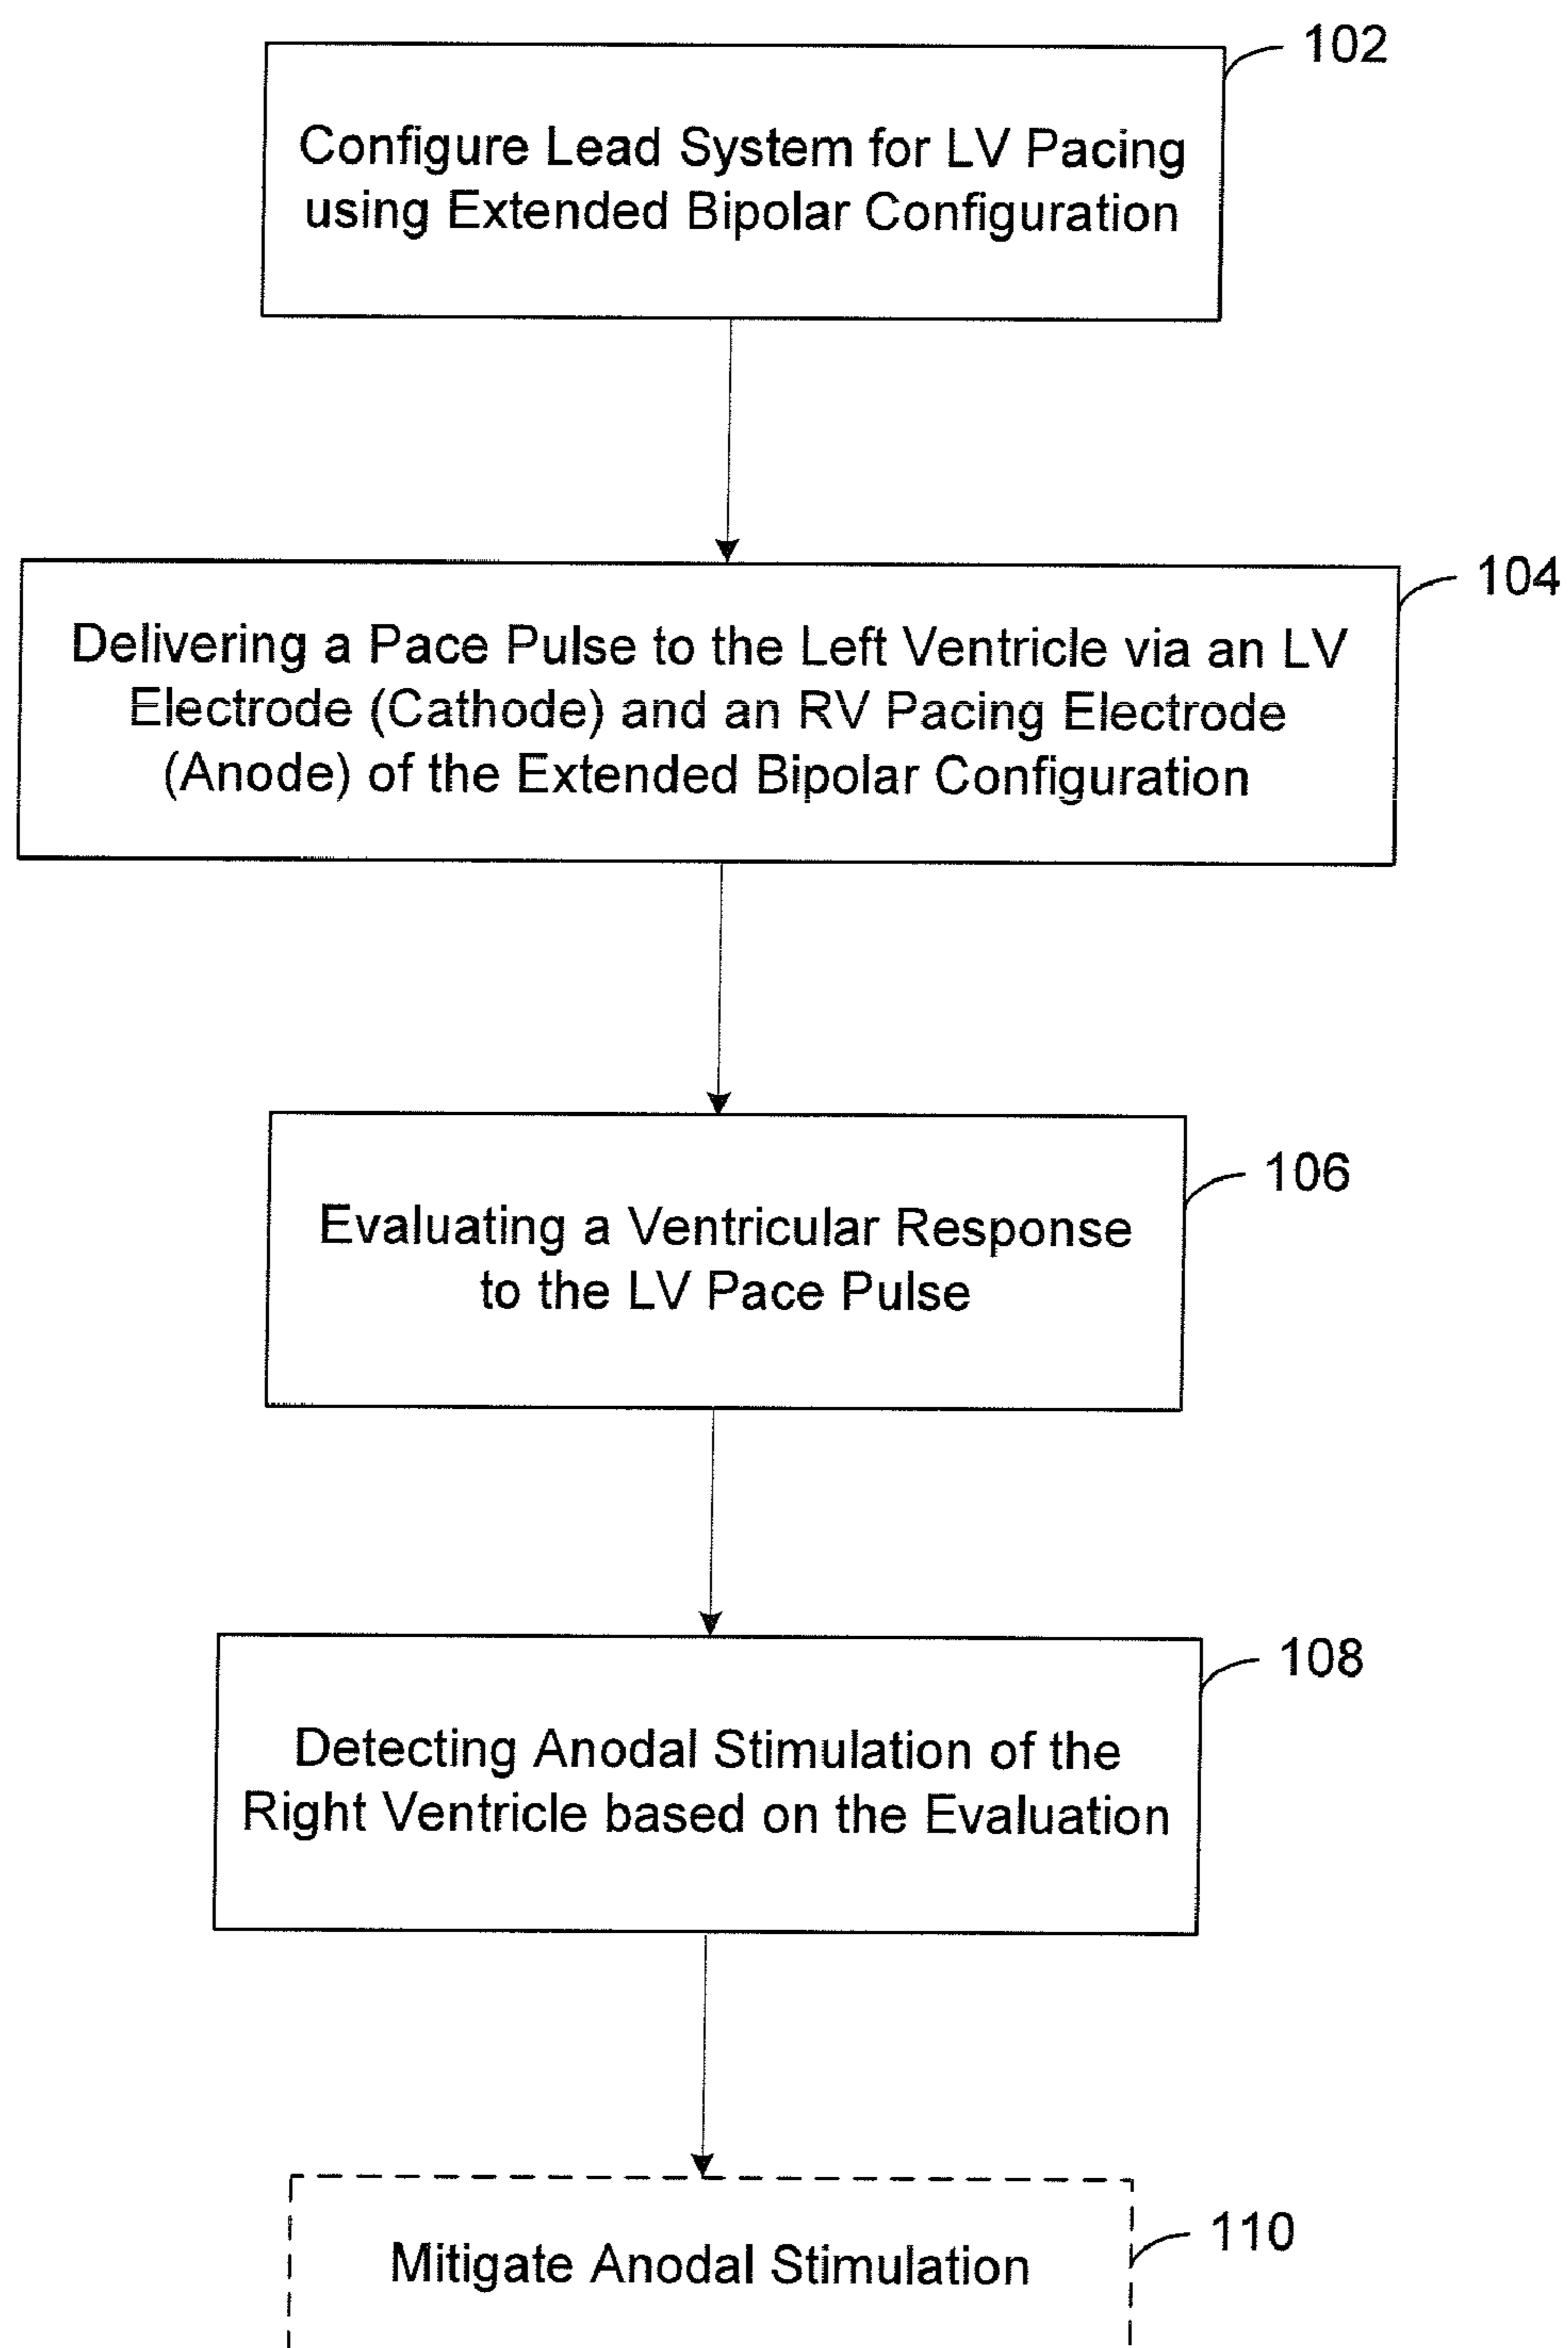 102
Configure Lead System for LV Pacing
using Extended Bipolar Configuration
104
Delivering a Pace Pulse to the Left Ventricle via an LV
Electrode (Cathode) and an RV Pacing Electrode
(Anode) of the Extended Bipolar Configuration
106
Evaluating a Ventricular Response
to the LV Pace Pulse
108
Detecting Anodal Stimulation of the
Right Ventricle based on the Evaluation
110
Mitigate Anodal Stimulation